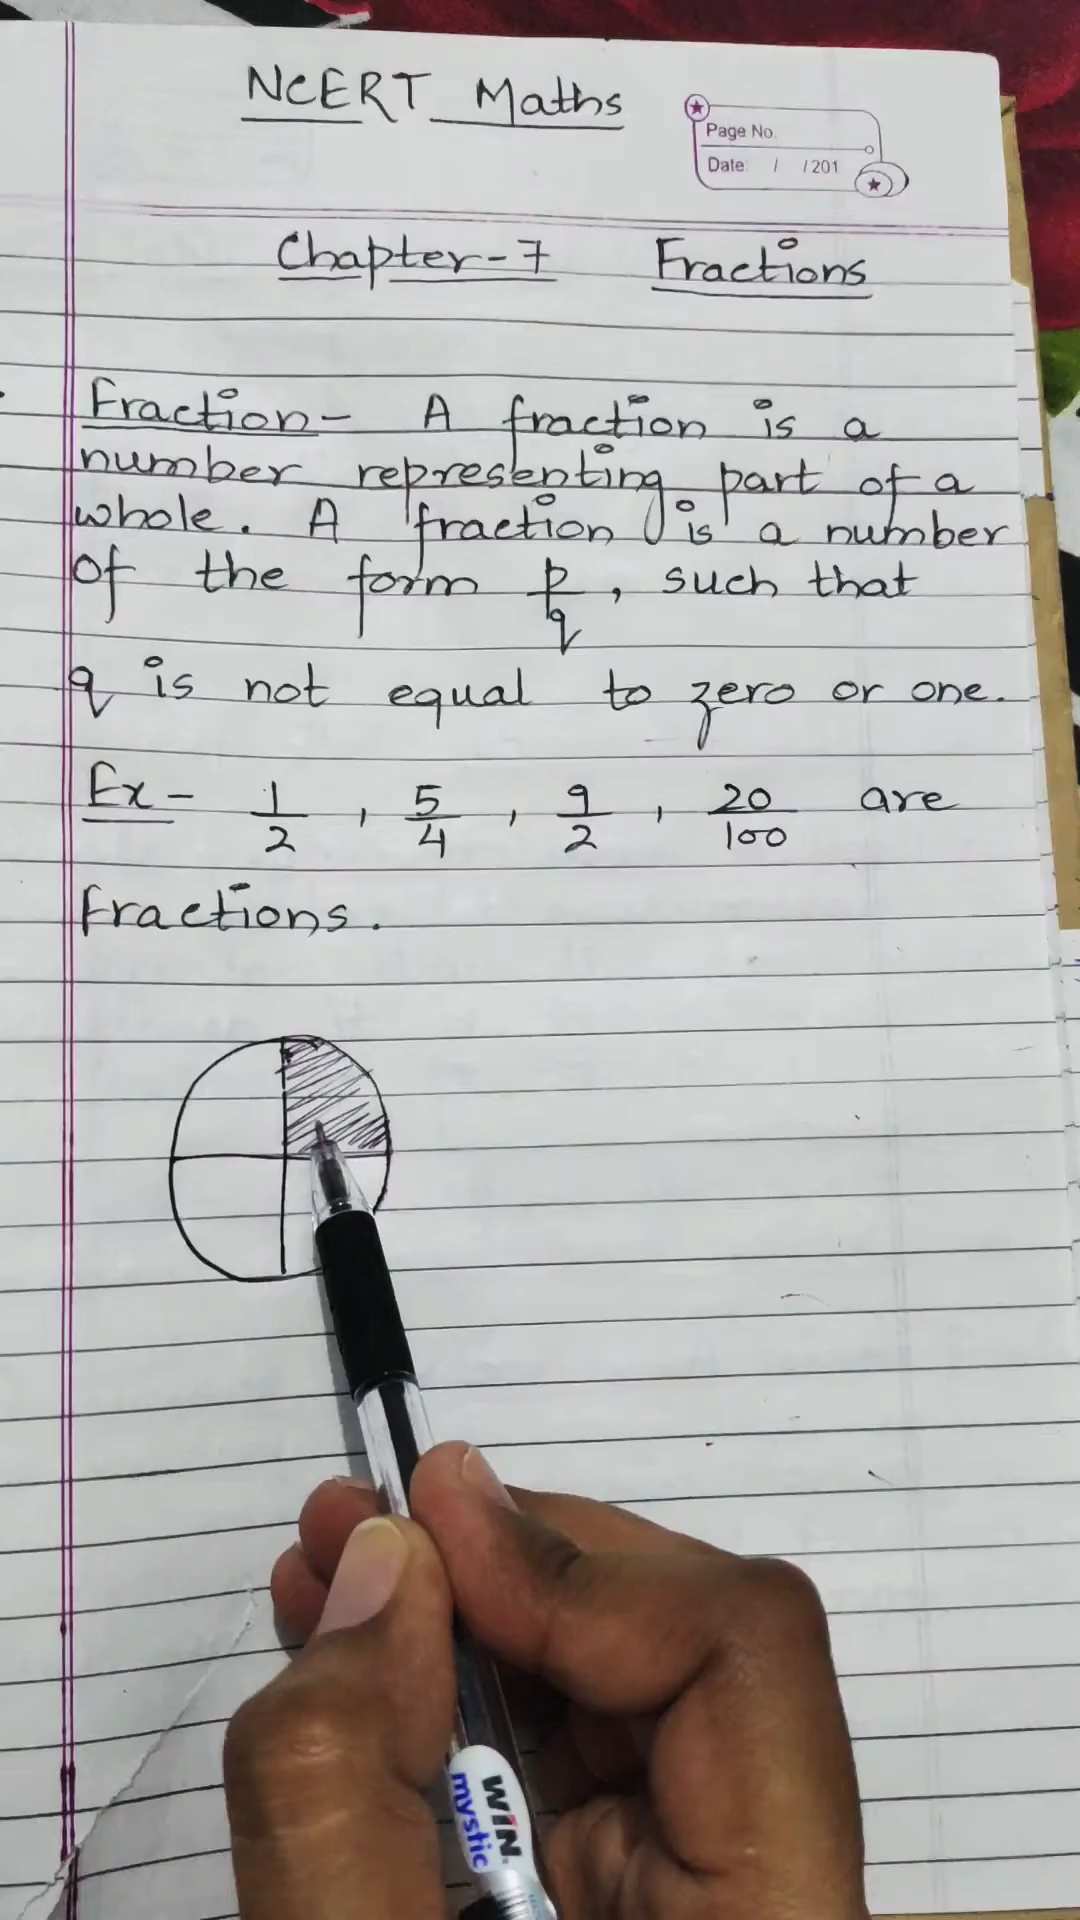 NCERT Maths
Page No.
Date: / /201
Chapter-7 Fractions
Fraction- A fraction is a
number representing part of a
whole. A fraction is a number
of the form p/q, such that
q is not equal to zero or one.
Ex- 1/2, 5/4, 9/2, 20/100 are
fractions.
WIN
mystic